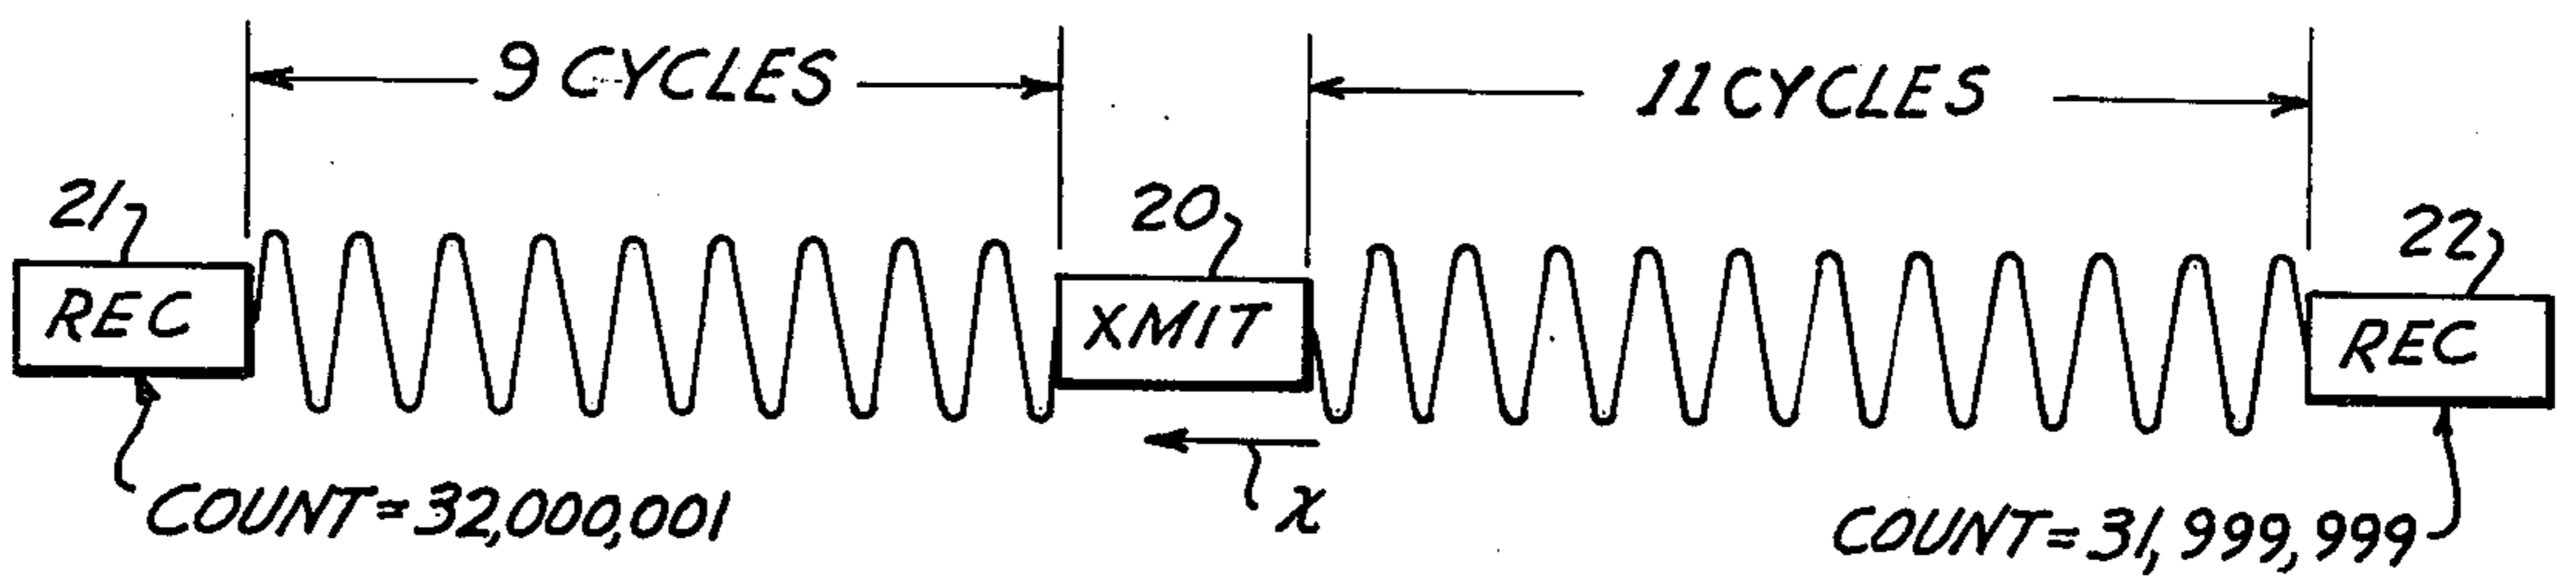 9 CYCLES
11 CYCLES
21
20
22
REC
XMIT
REC
X
COUNT=32,000,001
COUNT=31,999,999